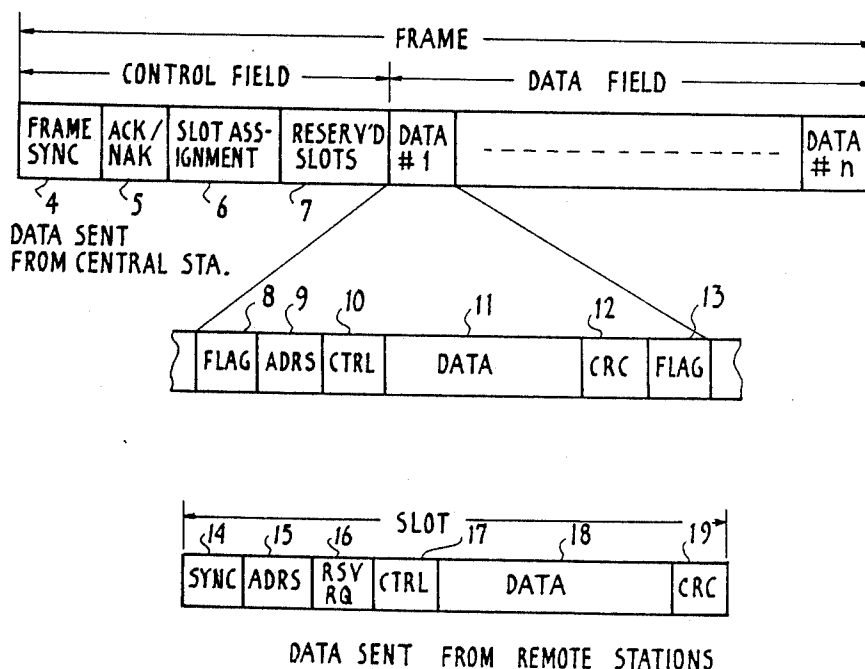 FRAME
CONTROL FIELD DATA FIELD
FRAME SYNC ACK/NAK SLOT ASS-IGNMENT RESERV'D SLOTS DATA #1 DATA #n
4 5 6 7
DATA SENT
FROM CENTRAL STA.
8 9 10 11 12 13
FLAG ADRS CTRL DATA CRC FLAG
SLOT
14 15 16 17 18 19
SYNC ADRS RSV RQ CTRL DATA CRC
DATA SENT FROM REMOTE STATIONS